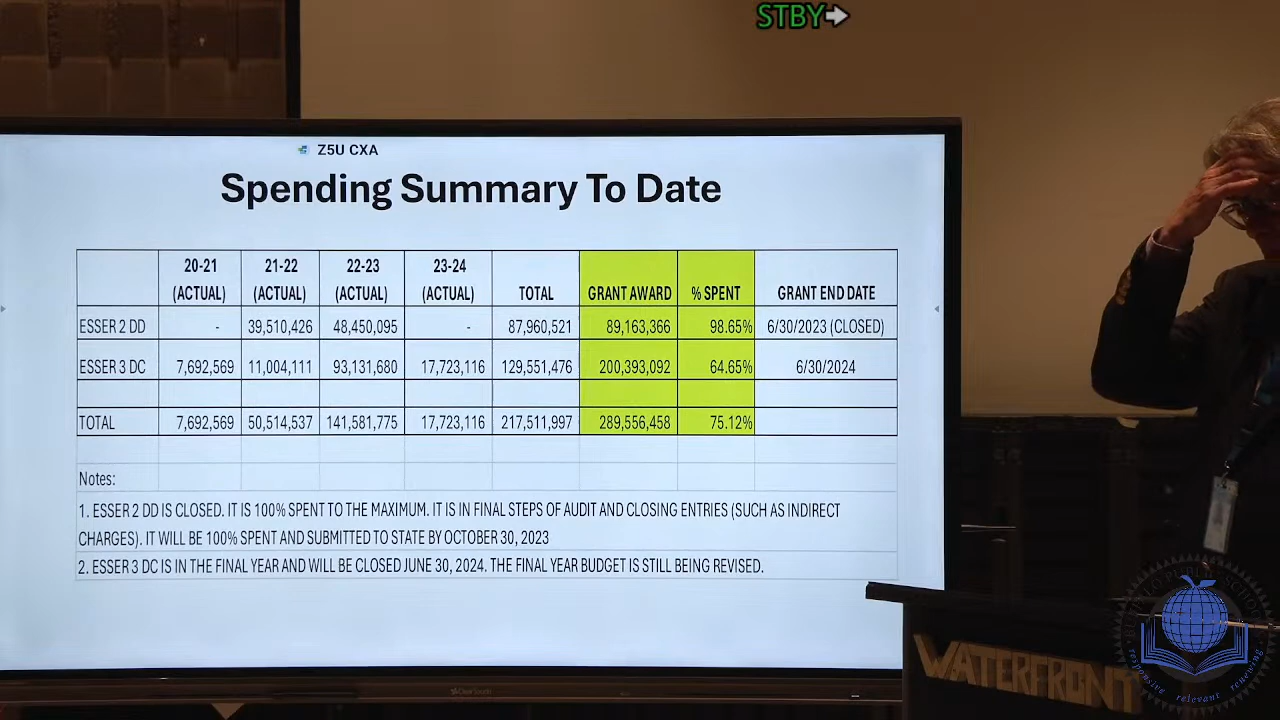 STBY
Z5U CXA
Spending Summary To Date
20-21 (ACTUAL) 21-22 (ACTUAL) 22-23 (ACTUAL) 23-24 (ACTUAL) TOTAL GRANT AWARD % SPENT GRANT END DATE
ESSER 2 DD - 39,510,426 48,450,095 - 87,960,521 89,163,366 98.65% 6/30/2023 (CLOSED)
ESSER 3 DC 7,692,569 11,004,111 93,131,680 17,723,116 129,551,476 200,393,092 64.65% 6/30/2024
TOTAL 7,692,569 50,514,537 141,581,775 17,723,116 217,511,997 289,556,458 75.12%
Notes:
1. ESSER 2 DD IS CLOSED. IT IS 100% SPENT TO THE MAXIMUM. IT IS IN FINAL STEPS OF AUDIT AND CLOSING ENTRIES (SUCH AS INDIRECT
CHARGES). IT WILL BE 100% SPENT AND SUBMITTED TO STATE BY OCTOBER 30, 2023
2. ESSER 3 DC IS IN THE FINAL YEAR AND WILL BE CLOSED JUNE 30, 2024. THE FINAL YEAR BUDGET IS STILL BEING REVISED.
WATERFRONT
responsive relevant renewing